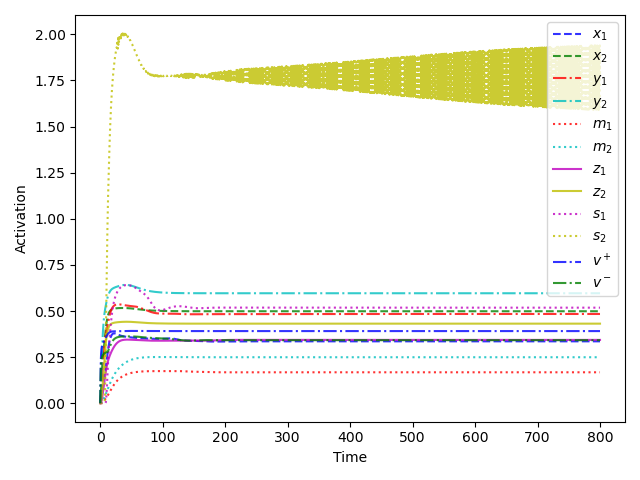 2.00
1.75
1.50
1.25
1.00
0.75
0.50
0.25
0.00
Activation
0 100 200 300 400 500 600 700 800
Time
x₁
x₂
y₁
y₂
m₁
m₂
z₁
z₂
s₁
s₂
v⁺
v⁻